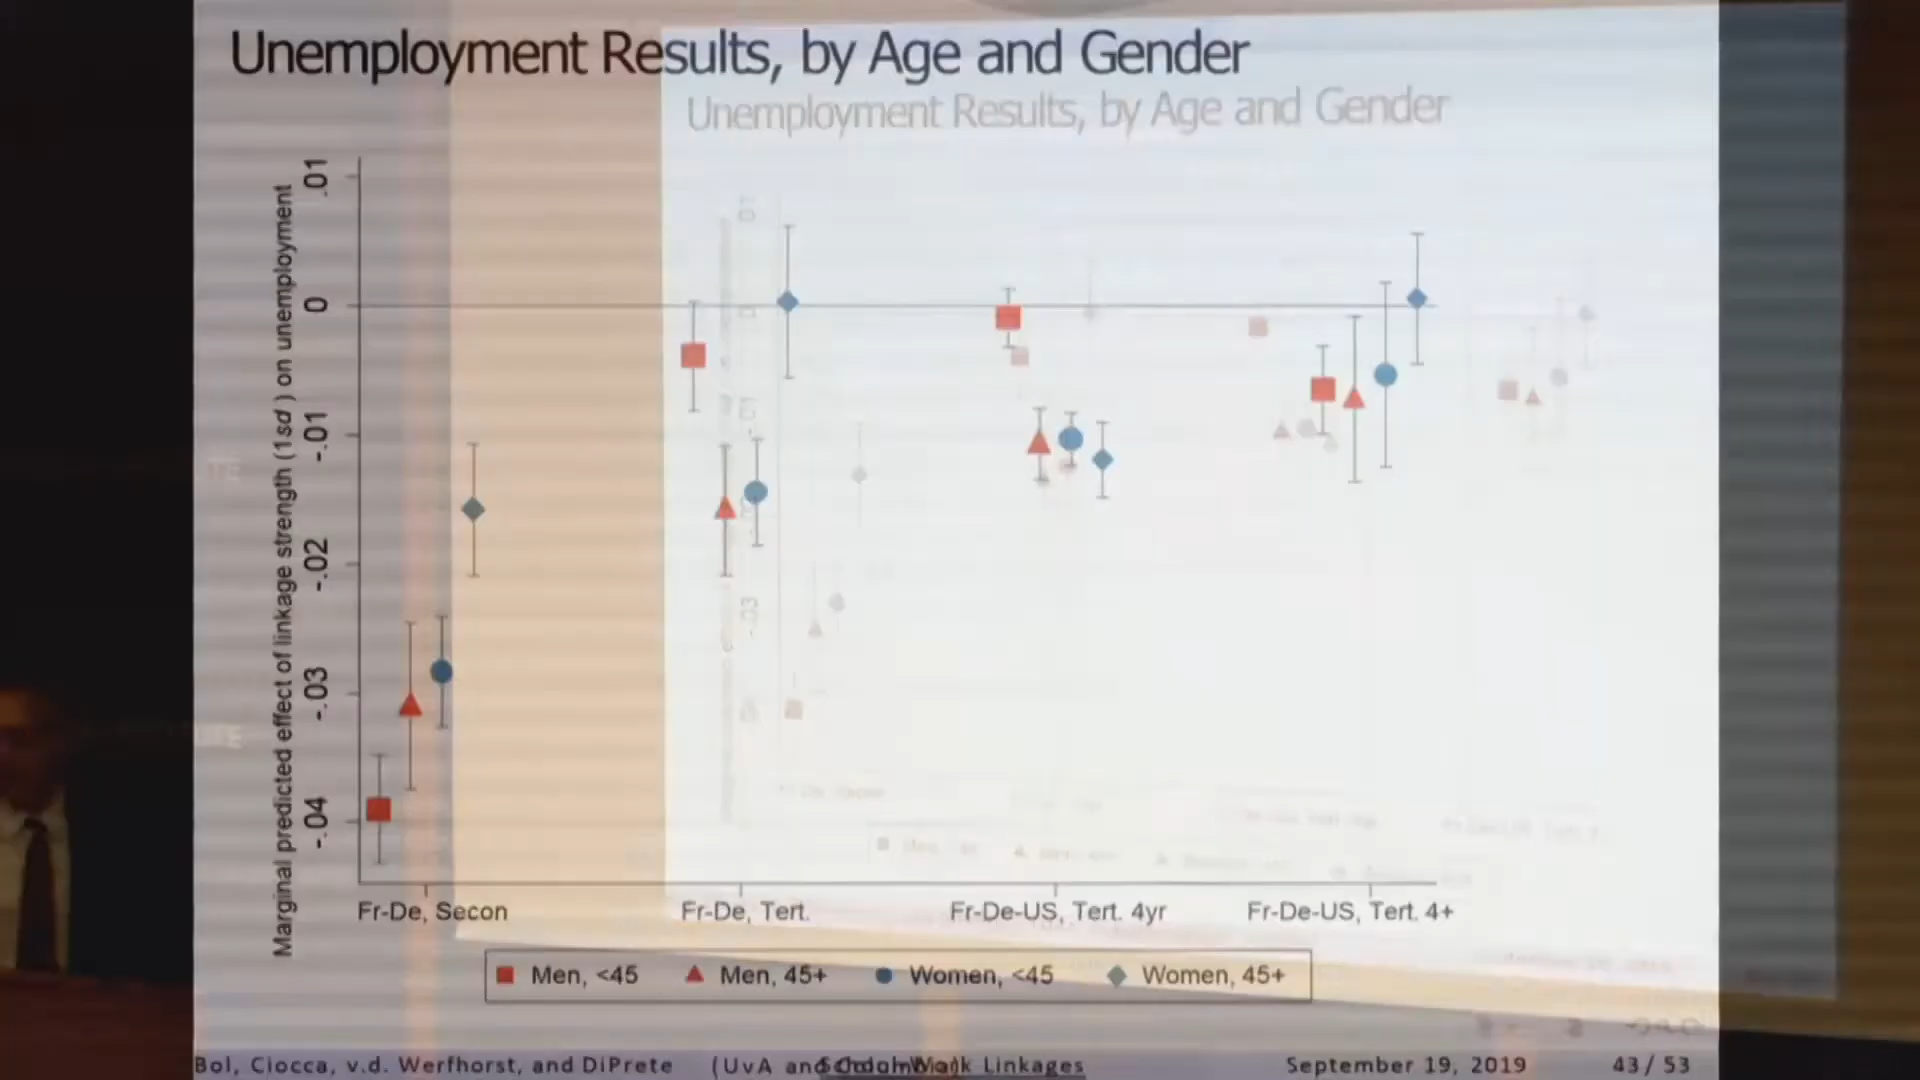 Unemployment Results, by Age and Gender
Unemployment Results, by Age and Gender
Marginal predicted effect of linkage strength (1sd) on unemployment
.01
0
-.01
-.02
-.03
-.04
Fr-De, Secon
Fr-De, Tert.
Fr-De-US, Tert. 4yr
Fr-De-US, Tert. 4+
Men, <45
Men, 45+
Women, <45
Women, 45+
Bol, Ciocca, v.d. Werfhorst, and DiPrete (UvA and
Work Linkages
September 19, 2019
43/53